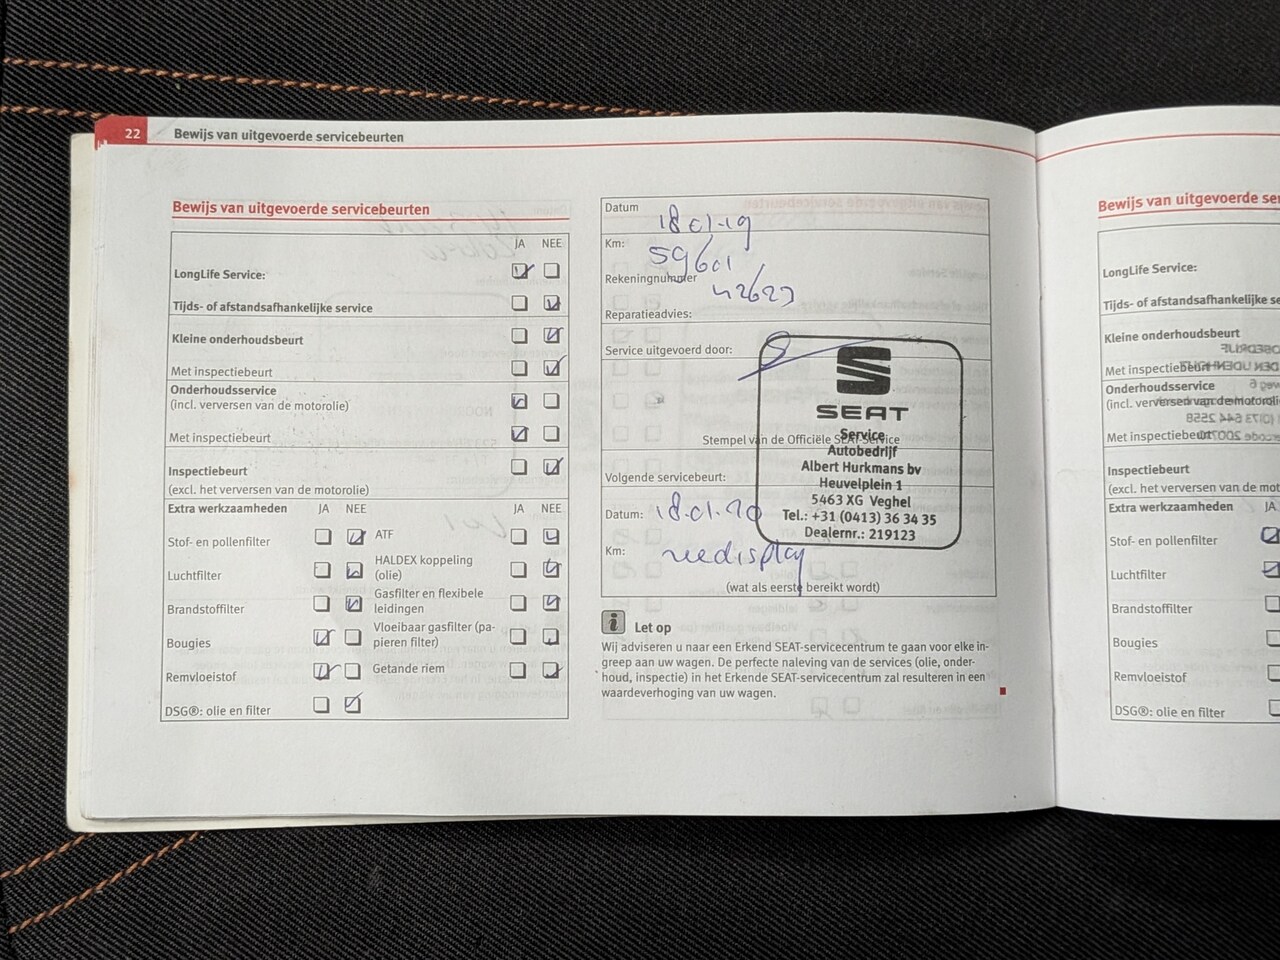 22
Bewijs van uitgevoerde servicebeurten
Bewijs van uitgevoerde servicebeurten
JA NEE
LongLife Service:
Tijds- of afstandsafhankelijke service
Kleine onderhoudsbeurt
Met inspectiebeurt
Onderhoudsservice
(incl. verversen van de motorolie)
Met inspectiebeurt
Inspectiebeurt
(excl. het verversen van de motorolie)
Extra werkzaamheden JA NEE JA NEE
Stof- en pollenfilter
ATF
Luchtfilter
HALDEX koppeling
(olie)
Brandstoffilter
Gasfilter en flexibele
leidingen
Bougies
Vloeibaar gasfilter (pa-
pieren filter)
Remvloeistof
Getande riem
DSG®: olie en filter
Datum
18-01-19
Km:
59601
Rekeningnummer
42623
Reparatieadvies:
Service uitgevoerd door:
SEAT
Stempel van de Officiële SEAT-Service
Service
Autobedrijf
Albert Hurkmans bv
Heuvelplein 1
5463 XG Veghel
Tel.: +31 (0413) 36 34 35
Dealernr.: 219123
Volgende servicebeurt:
Datum: 18-01-20
Km:
(wat als eerste bereikt wordt)
i Let op
Wij adviseren u naar een Erkend SEAT-servicecentrum te gaan voor elke in-
greep aan uw wagen. De perfecte naleving van de services (olie, onder-
houd, inspectie) in het Erkende SEAT-servicecentrum zal resulteren in een
waardeverhoging van uw wagen.
Bewijs van uitgevoerde se
LongLife Service:
Tijds- of afstandsafhankelijke se
Kleine onderhoudsbeurt
Met inspectiebeurt
Onderhoudsservice
(incl. verversen van de motoroli
Met inspectiebeurt
Inspectiebeurt
(excl. het verversen van de mot
Extra werkzaamheden JA
Stof- en pollenfilter
Luchtfilter
Brandstoffilter
Bougies
Remvloeistof
DSG®: olie en filter